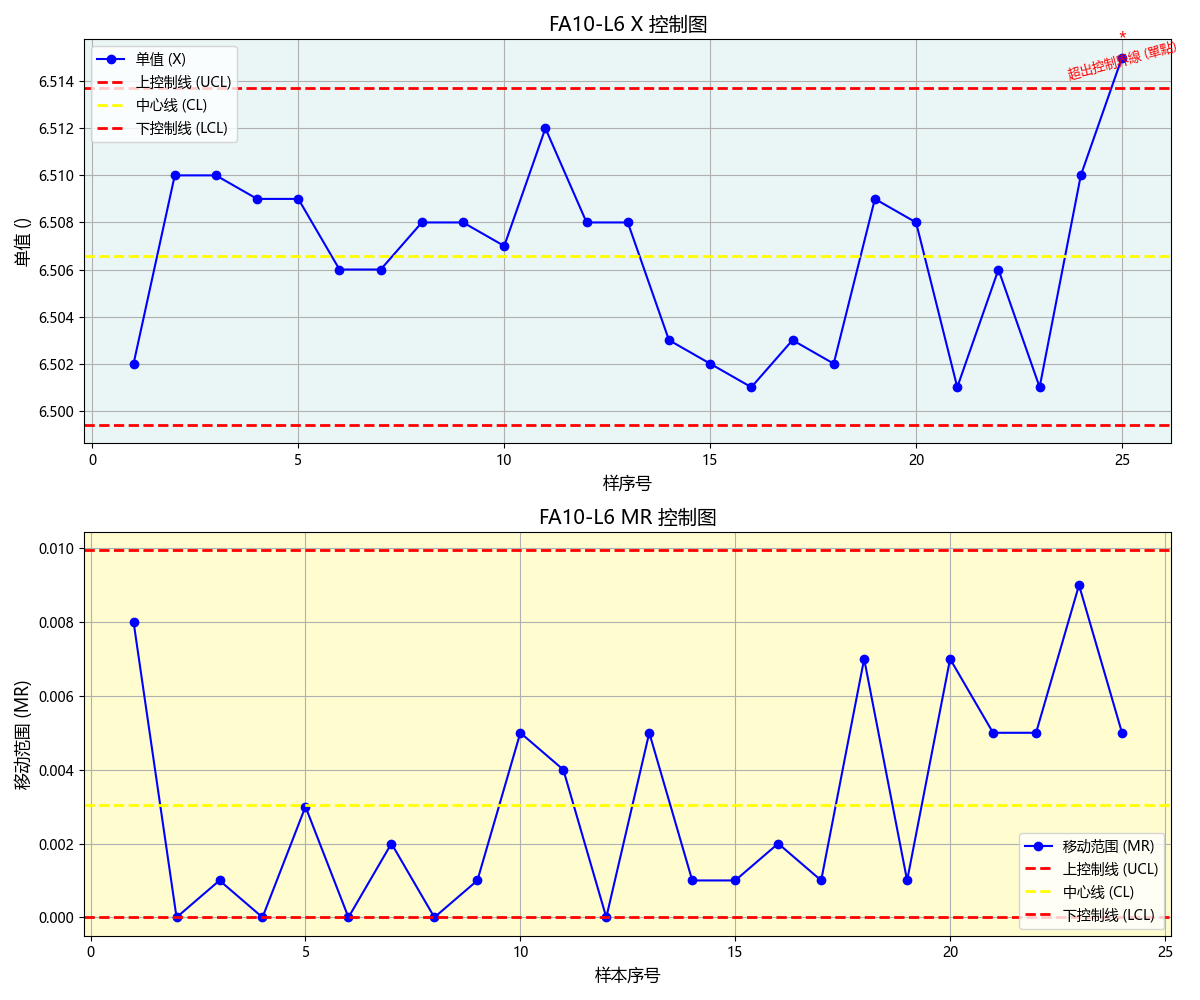 FA10-L6 X 控制图
*
超出控制界線 (單點)
单值 (X)
上控制线 (UCL)
中心线 (CL)
下控制线 (LCL)
单值 ()
6.514
6.512
6.510
6.508
6.506
6.504
6.502
6.500
0 5 10 15 20 25
样序号
FA10-L6 MR 控制图
移动范围 (MR)
0.010
0.008
0.006
0.004
0.002
0.000
移动范围 (MR)
上控制线 (UCL)
中心线 (CL)
下控制线 (LCL)
0 5 10 15 20 25
样本序号